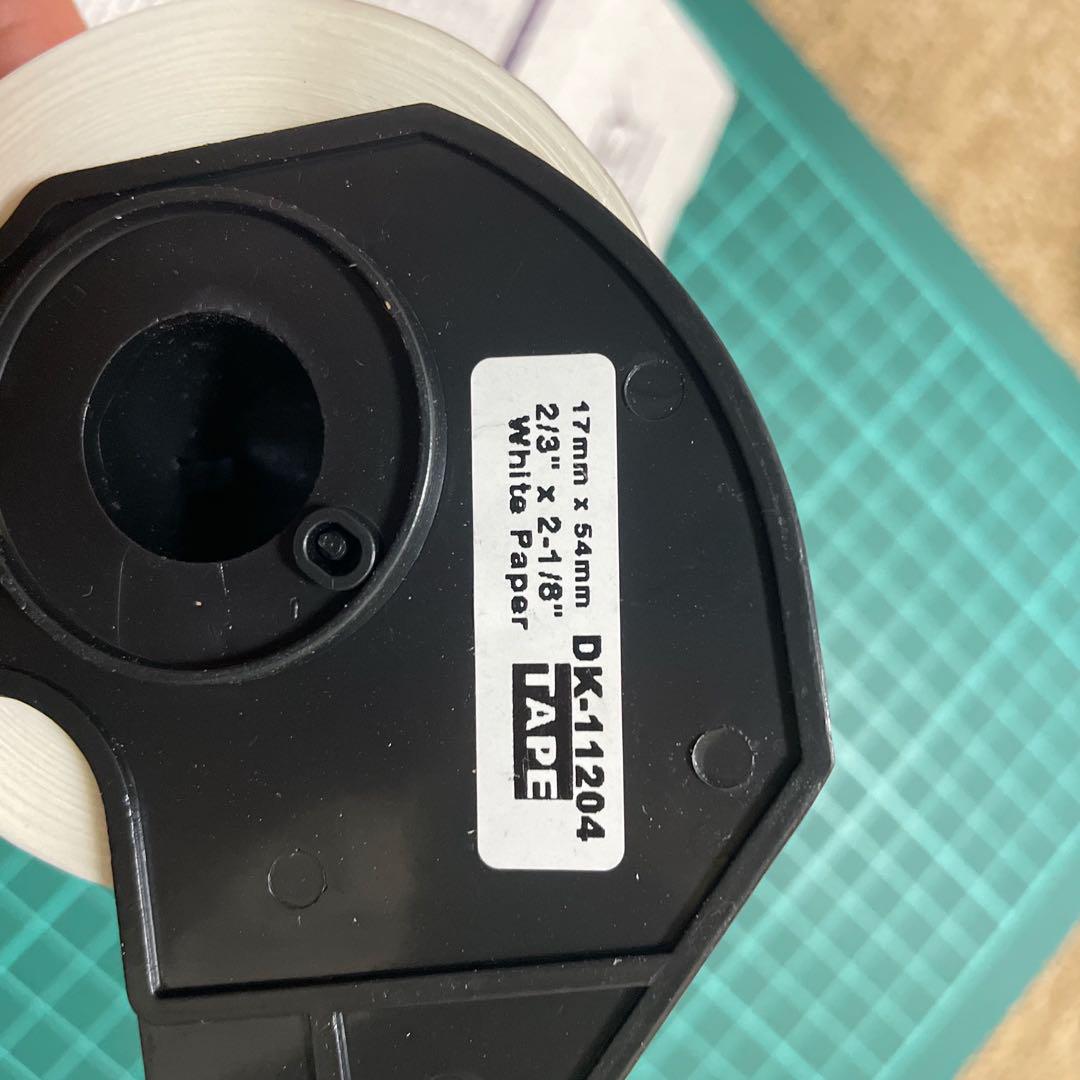 17mm x 54mm
2/3" x 2-1/8"
White Paper
DK-11204
TAPE